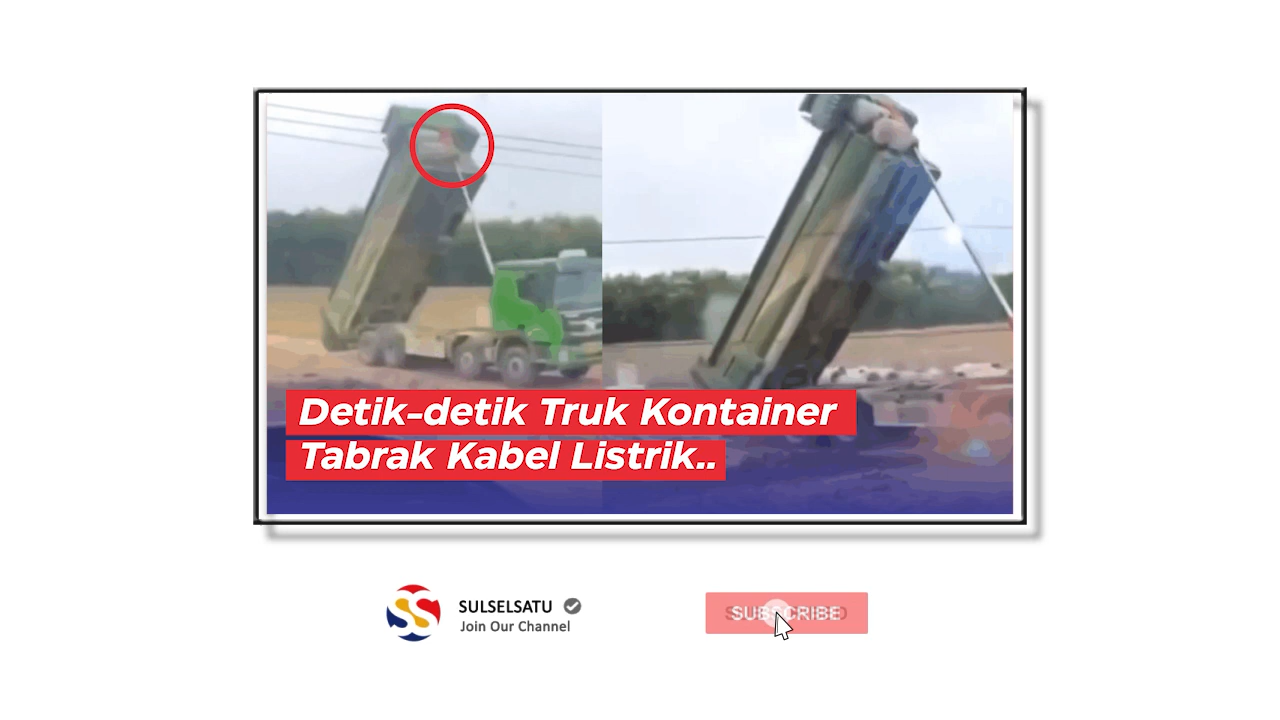 Detik-detik Truk Kontainer
Tabrak Kabel Listrik..
SULSELSATU
Join Our Channel
SUBSCRIBE